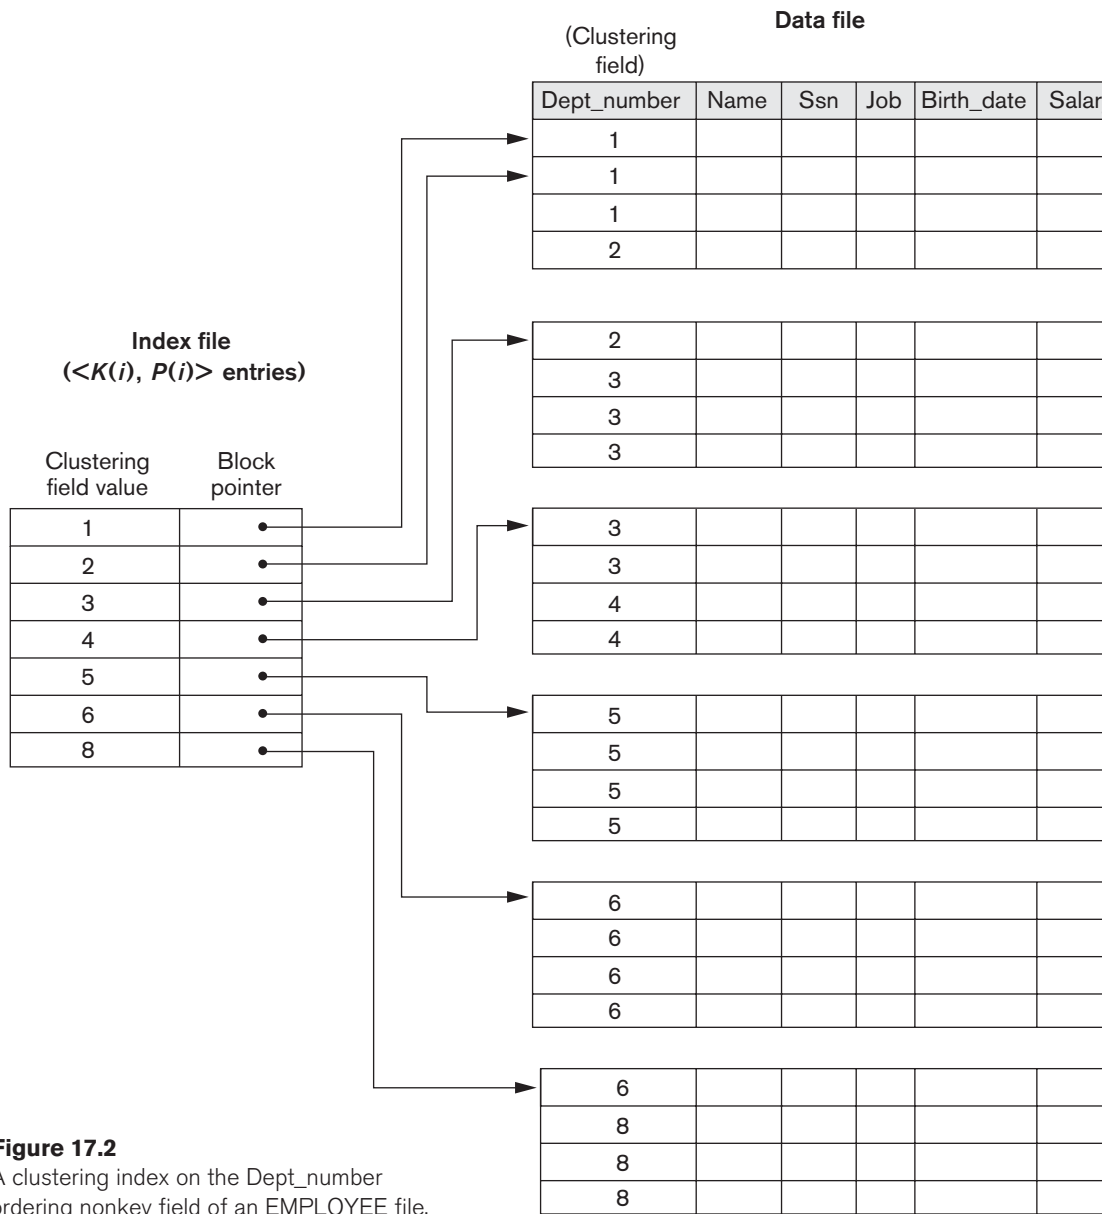 Data file
(Clustering
field)
Dept_number Name Ssn Job Birth_date Salar
1
1
1
2
2
3
3
3
3
3
4
4
5
5
5
5
6
6
6
6
6
8
8
8
Index file
(<K(i), P(i)> entries)
Clustering
field value
Block
pointer
1
2
3
4
5
6
8
Figure 17.2
A clustering index on the Dept_number
ordering nonkey field of an EMPLOYEE file.